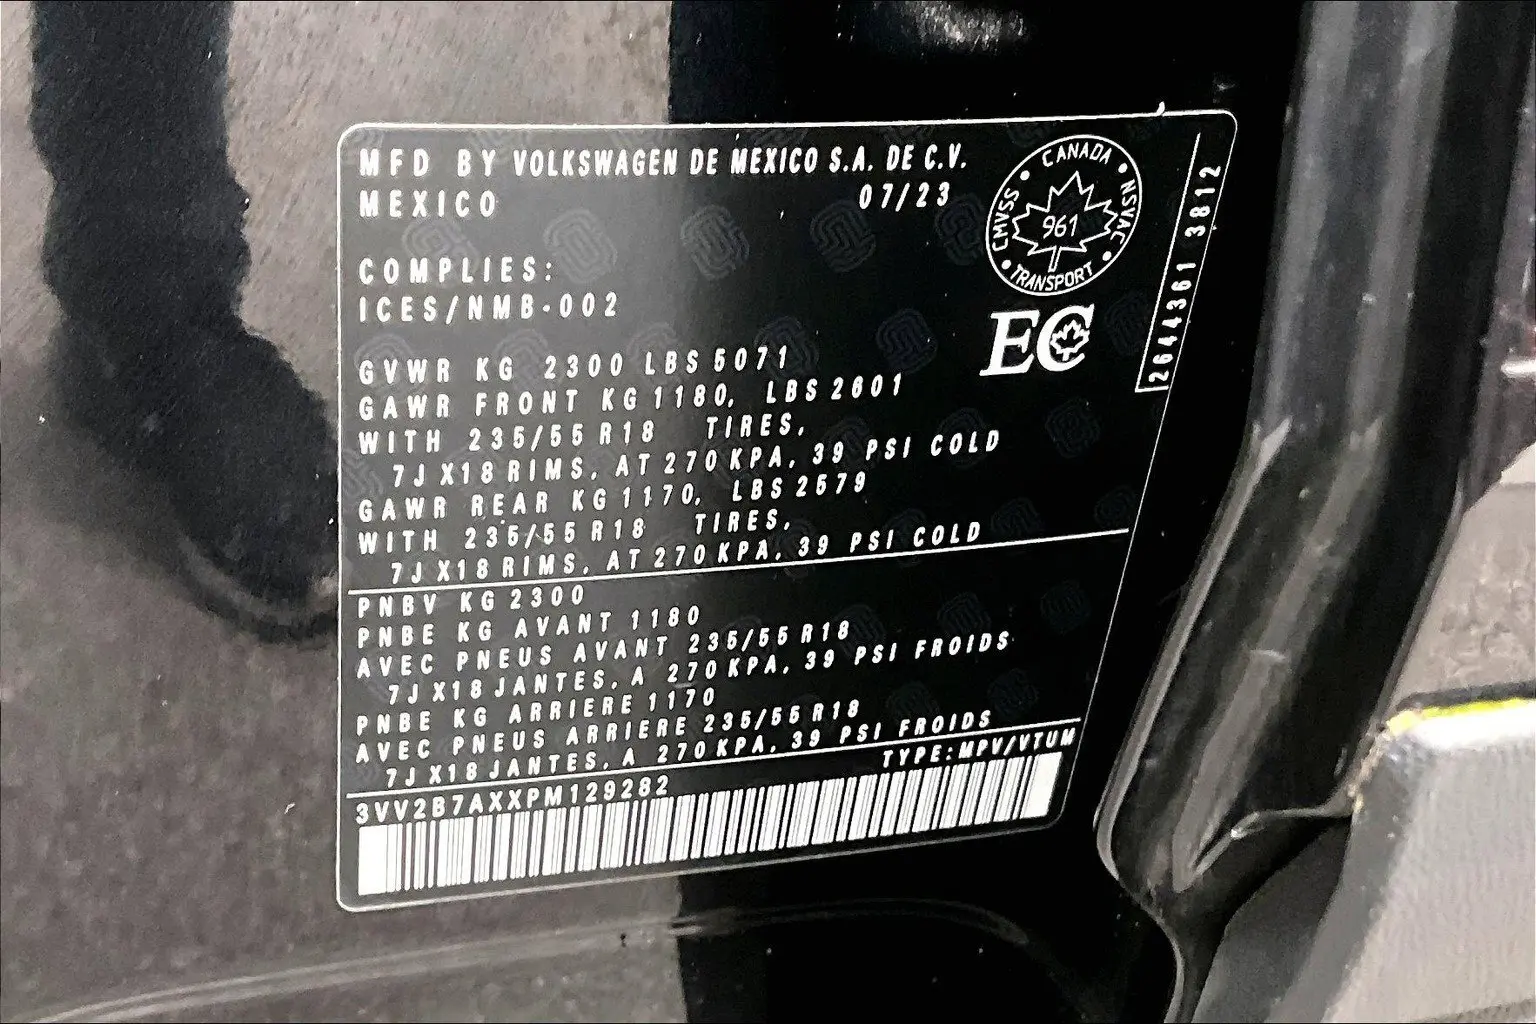 MFD BY VOLKSWAGEN DE MEXICO S.A. DE C.V.
MEXICO 07/23
CANADA
CMVSS 961 NSVAC
TRANSPORT
COMPLIES:
ICES/NMB-002
EC
2644361 3812
GVWR KG 2300 LBS 5071
GAWR FRONT KG 1180, LBS 2601
WITH 235/55 R18 TIRES,
7J X18 RIMS, AT 270 KPA, 39 PSI COLD
GAWR REAR KG 1170, LBS 2579
WITH 235/55 R18 TIRES,
7J X18 RIMS, AT 270 KPA, 39 PSI COLD
PNBV KG 2300
PNBE KG AVANT 1180
AVEC PNEUS AVANT 235/55 R18
7J X18 JANTES, A 270 KPA, 39 PSI FROIDS
PNBE KG ARRIERE 1170
AVEC PNEUS ARRIERE 235/55 R18
7J X18 JANTES, A 270 KPA, 39 PSI FROIDS
3VV2B7AXXPM129282 TYPE:MPV/VTUM